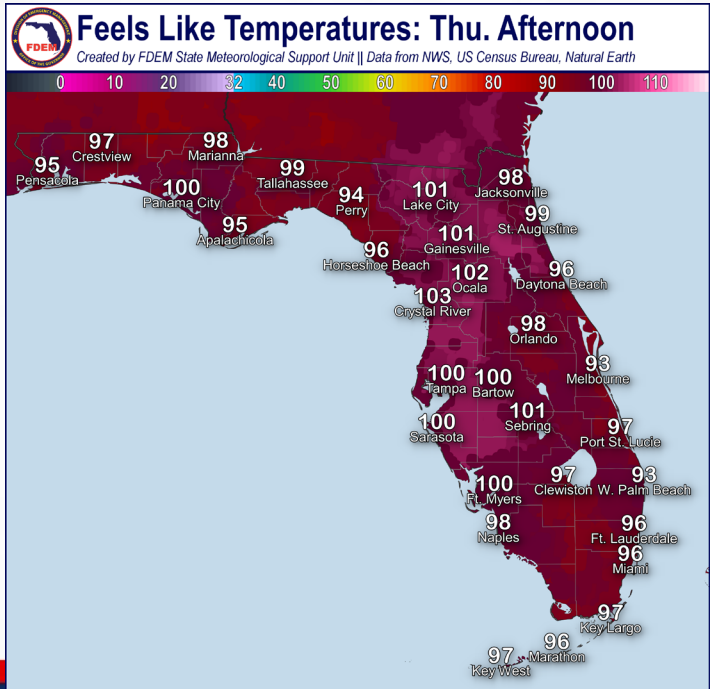 Feels Like Temperatures: Thu. Afternoon
FDEM
Created by FDEM State Meteorological Support Unit || Data from NWS, US Census Bureau, Natural Earth
0 10 20 32 40 50 60 70 80 90 100 110
97
Crestview
98
Marianna
95
Pensacola
100
Panama City
99
Tallahassee
95
Apalachicola
94
Perry
101
Lake City
98
Jacksonville
99
St. Augustine
101
Gainesville
96
Horseshoe Beach
102
Ocala
96
Daytona Beach
103
Crystal River
98
Orlando
93
Melbourne
100
Tampa
100
Bartow
101
Sebring
100
Sarasota
97
Port St. Lucie
100
Ft. Myers
97
Clewiston
93
W. Palm Beach
98
Naples
96
Ft. Lauderdale
96
Miami
97
Key Largo
96
Marathon
97
Key West